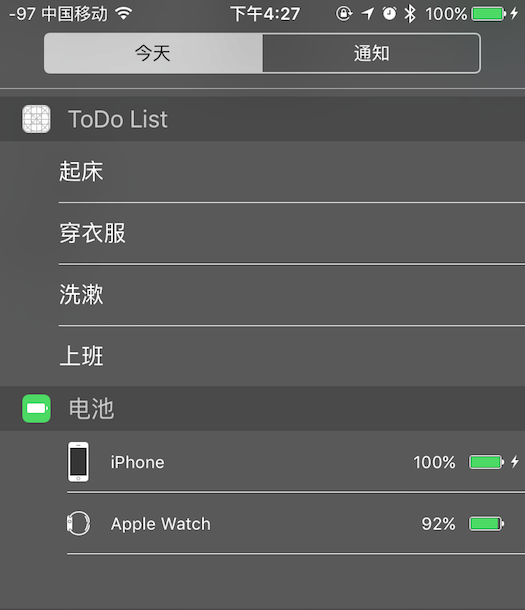 -97 中国移动 下午4:27 100%
今天 通知
ToDo List
起床
穿衣服
洗漱
上班
电池
iPhone 100%
Apple Watch 92%